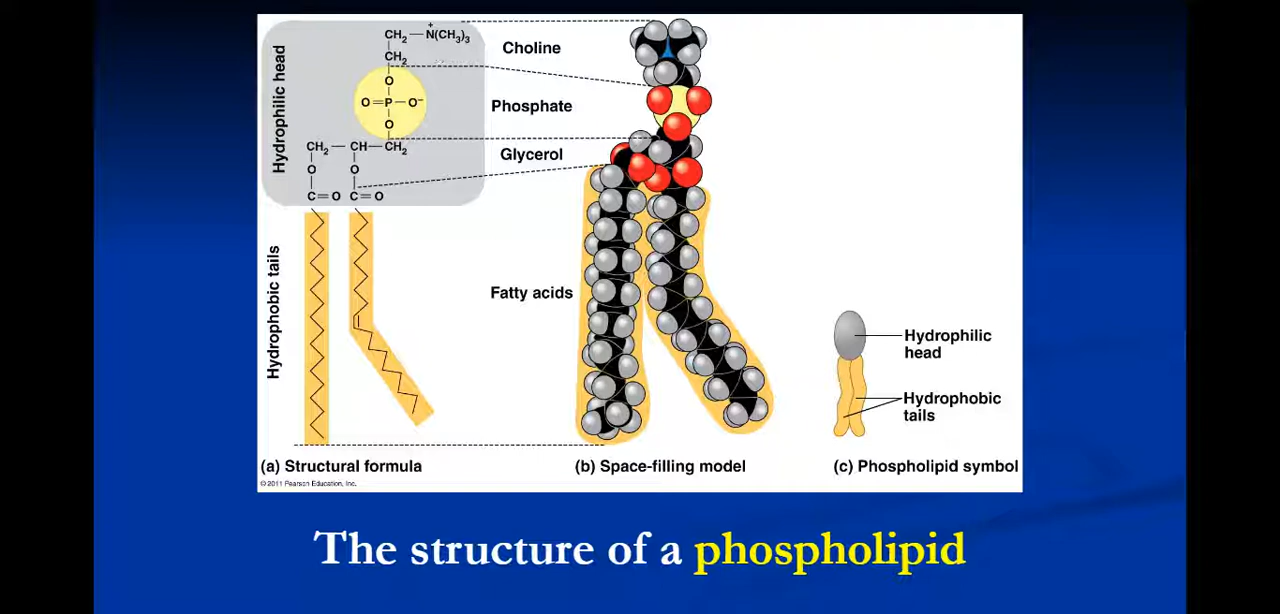 Hydrophilic head
CH₂ — N⁺(CH₃)₃
CH₂
O
O=P—O⁻
O
CH₂ — CH — CH₂
O O
C=O C=O
Hydrophobic tails
Choline
Phosphate
Glycerol
Fatty acids
Hydrophilic
head
Hydrophobic
tails
(a) Structural formula
(b) Space-filling model
(c) Phospholipid symbol
© 2011 Pearson Education, Inc.
The structure of a phospholipid